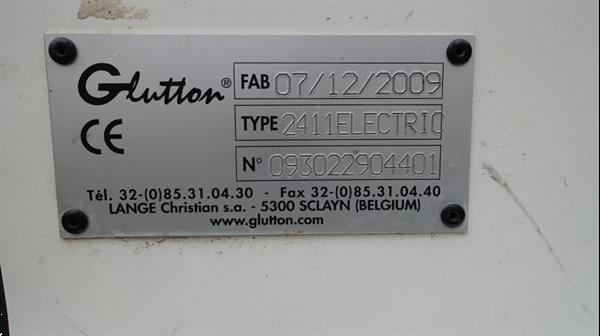 Glutton®
CE
FAB 07/12/2009
TYPE 2411ELECTRIC
N° 093022904401
Tél. 32-(0)85.31.04.30 - Fax 32-(0)85.31.04.40
LANGE Christian s.a. - 5300 SCLAYN (BELGIUM)
www.glutton.com